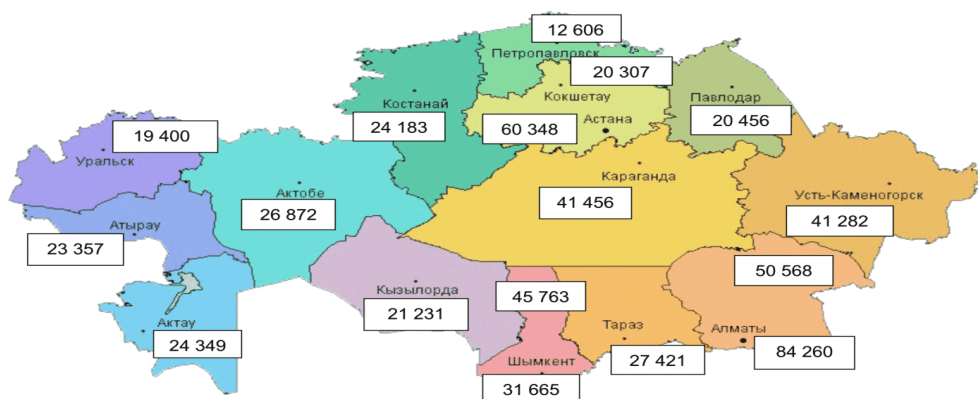 12 606
Петропавловск
20 307
Кокшетау
Костанай
24 183
60 348
Астана
Павлодар
20 456
19 400
Уральск
Актобе
26 872
Караганда
41 456
Усть-Каменогорск
41 282
Атырау
23 357
50 568
Кызылорда
21 231
45 763
Актау
24 349
Тараз
27 421
Алматы
84 260
Шымкент
31 665